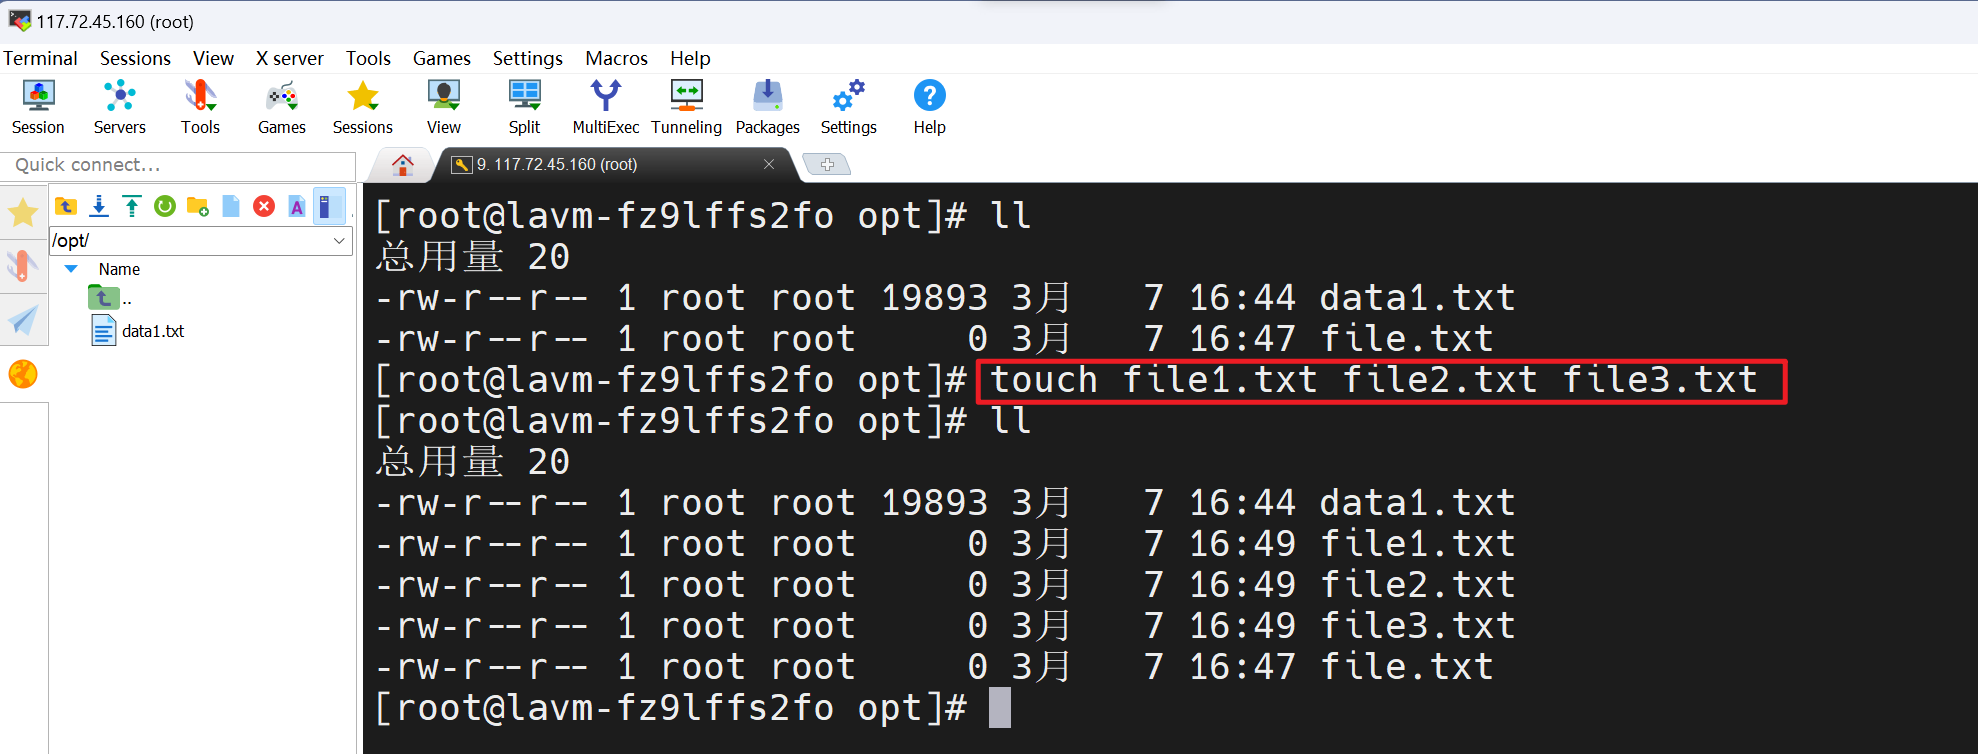 117.72.45.160 (root)
Terminal Sessions View X server Tools Games Settings Macros Help
Session Servers Tools Games Sessions View Split MultiExec Tunneling Packages Settings Help
Quick connect...
9. 117.72.45.160 (root)
/opt/
Name
..
data1.txt
[root@lavm-fz9lffs2fo opt]# ll
总用量 20
-rw-r--r-- 1 root root 19893 3月   7 16:44 data1.txt
-rw-r--r-- 1 root root     0 3月   7 16:47 file.txt
[root@lavm-fz9lffs2fo opt]# touch file1.txt file2.txt file3.txt
[root@lavm-fz9lffs2fo opt]# ll
总用量 20
-rw-r--r-- 1 root root 19893 3月   7 16:44 data1.txt
-rw-r--r-- 1 root root     0 3月   7 16:49 file1.txt
-rw-r--r-- 1 root root     0 3月   7 16:49 file2.txt
-rw-r--r-- 1 root root     0 3月   7 16:49 file3.txt
-rw-r--r-- 1 root root     0 3月   7 16:47 file.txt
[root@lavm-fz9lffs2fo opt]#